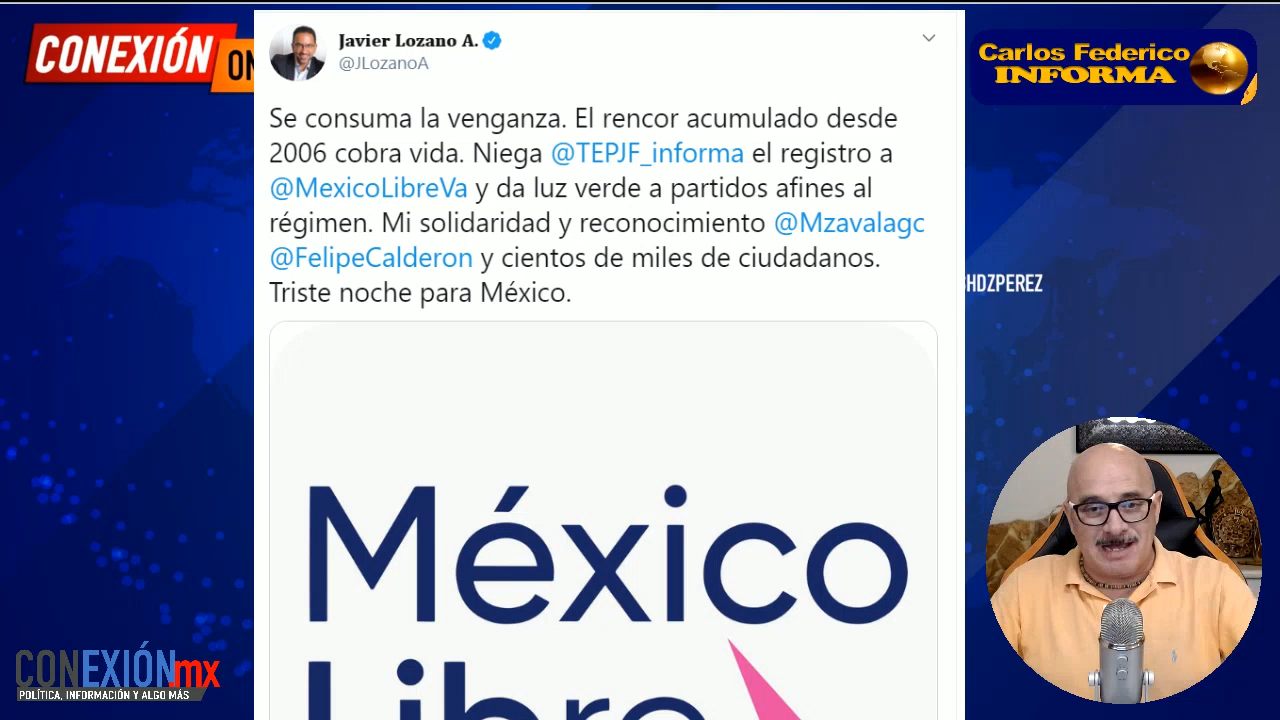 CONEXIÓN
ON
Javier Lozano A.
@JLozanoA
Carlos Federico
INFORMA
Se consuma la venganza. El rencor acumulado desde
2006 cobra vida. Niega @TEPJF_informa el registro a
@MexicoLibreVa y da luz verde a partidos afines al
régimen. Mi solidaridad y reconocimiento @Mzavalagc
@FelipeCalderon y cientos de miles de ciudadanos.
Triste noche para México.
HDZPEREZ
México
Libre
CONEXIÓN.mx
POLÍTICA, INFORMACIÓN Y ALGO MÁS